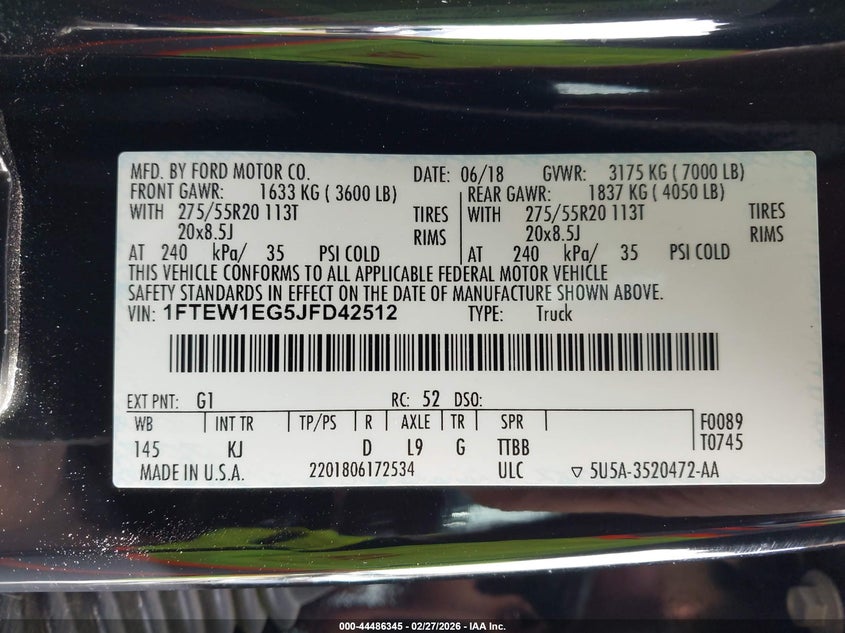 MFD. BY FORD MOTOR CO. DATE: 06/18 GVWR: 3175 KG ( 7000 LB)
FRONT GAWR: 1633 KG ( 3600 LB) REAR GAWR: 1837 KG ( 4050 LB)
WITH 275/55R20 113T TIRES WITH 275/55R20 113T TIRES
20x8.5J RIMS 20x8.5J RIMS
AT 240 kPa/ 35 PSI COLD AT 240 kPa/ 35 PSI COLD
THIS VEHICLE CONFORMS TO ALL APPLICABLE FEDERAL MOTOR VEHICLE
SAFETY STANDARDS IN EFFECT ON THE DATE OF MANUFACTURE SHOWN ABOVE.
VIN: 1FTEW1EG5JFD42512 TYPE: Truck
EXT PNT: G1 RC: 52 DSO:
WB INT TR TP/PS R AXLE TR SPR F0089
145 KJ D L9 G TTBB T0745
MADE IN U.S.A. 2201806172534 ULC ▽ 5U5A-3520472-AA
000-44486345 - 02/27/2026 - IAA Inc.